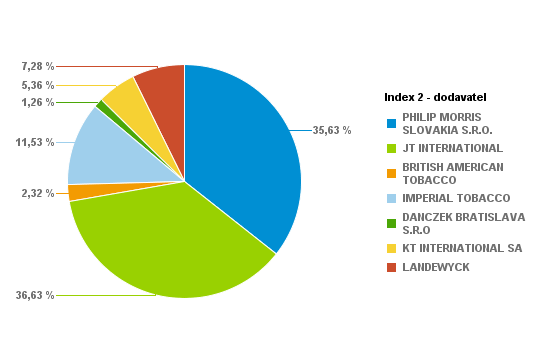 7,28 %
5,36 %
1,26 %
11,53 %
2,32 %
36,63 %
35,63 %
Index 2 - dodavatel
PHILIP MORRIS
SLOVAKIA S.R.O.
JT INTERNATIONAL
BRITISH AMERICAN
TOBACCO
IMPERIAL TOBACCO
DANCZEK BRATISLAVA
S.R.O
KT INTERNATIONAL SA
LANDEWYCK